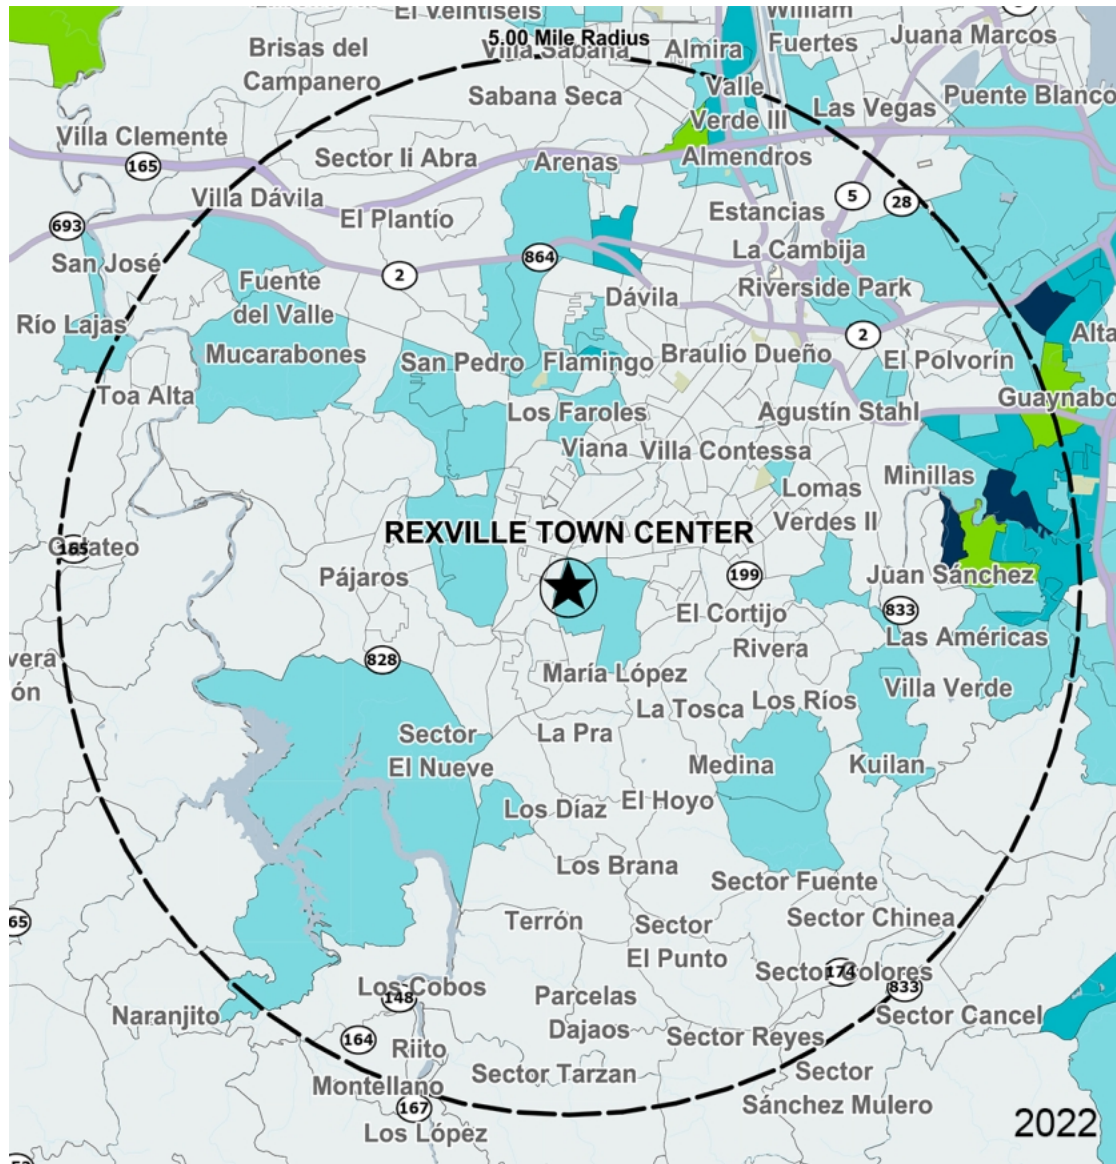 El Veintiséis
William
5.00 Mile Radius
Brisas del
Campanero
Villa Sabana
Almira
Fuertes
Juana Marcos
Sabana Seca
Valle
Verde III
Las Vegas
Puente Blanco
Villa Clemente
165
Sector Ii Abra
Arenas
Almendros
Villa Dávila
El Plantío
Estancias
5
28
693
San José
864
La Cambija
2
Fuente
del Valle
Dávila
Riverside Park
Río Lajas
Mucarabones
San Pedro
Flamingo
Braulio Dueño
2
El Polvorín
Alta
Toa Alta
Los Faroles
Agustín Stahl
Guaynabo
Viana
Villa Contessa
Minillas
Lomas
Verdes II
REXVILLE TOWN CENTER
165
Pájaros
199
Juan Sánchez
El Cortijo
833
Las Américas
Rivera
vera
ón
828
María López
Villa Verde
La Tosca
Los Ríos
Sector
El Nueve
La Pra
Medina
Kuilan
Los Díaz
El Hoyo
Los Brana
Sector Fuente
65
Terrón
Sector
El Punto
Sector Chinea
174
833
Los Cobos
148
Naranjito
Parcelas
Dajaos
Sector Cancel
164
Riito
Sector Reyes
Montellano
Sector Tarzan
Sector
Sánchez Mulero
167
Los López
2022